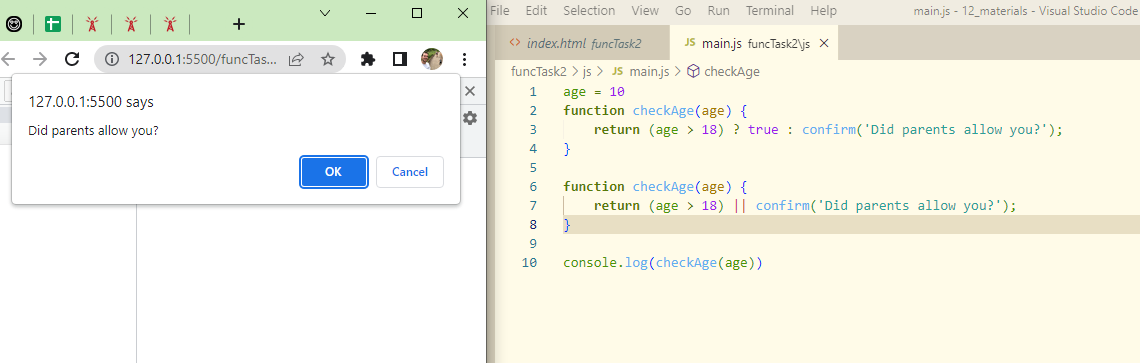 127.0.0.1:5500/funcTas...
127.0.0.1:5500 says
Did parents allow you?
OK
Cancel
File Edit Selection View Go Run Terminal Help main.js - 12_materials - Visual Studio Code
index.html funcTask2
JS main.js funcTask2\js
funcTask2 > js > JS main.js > checkAge
1 age = 10
2 function checkAge(age) {
3 return (age > 18) ? true : confirm('Did parents allow you?');
4 }
5
6 function checkAge(age) {
7 return (age > 18) || confirm('Did parents allow you?');
8 }
9
10 console.log(checkAge(age))